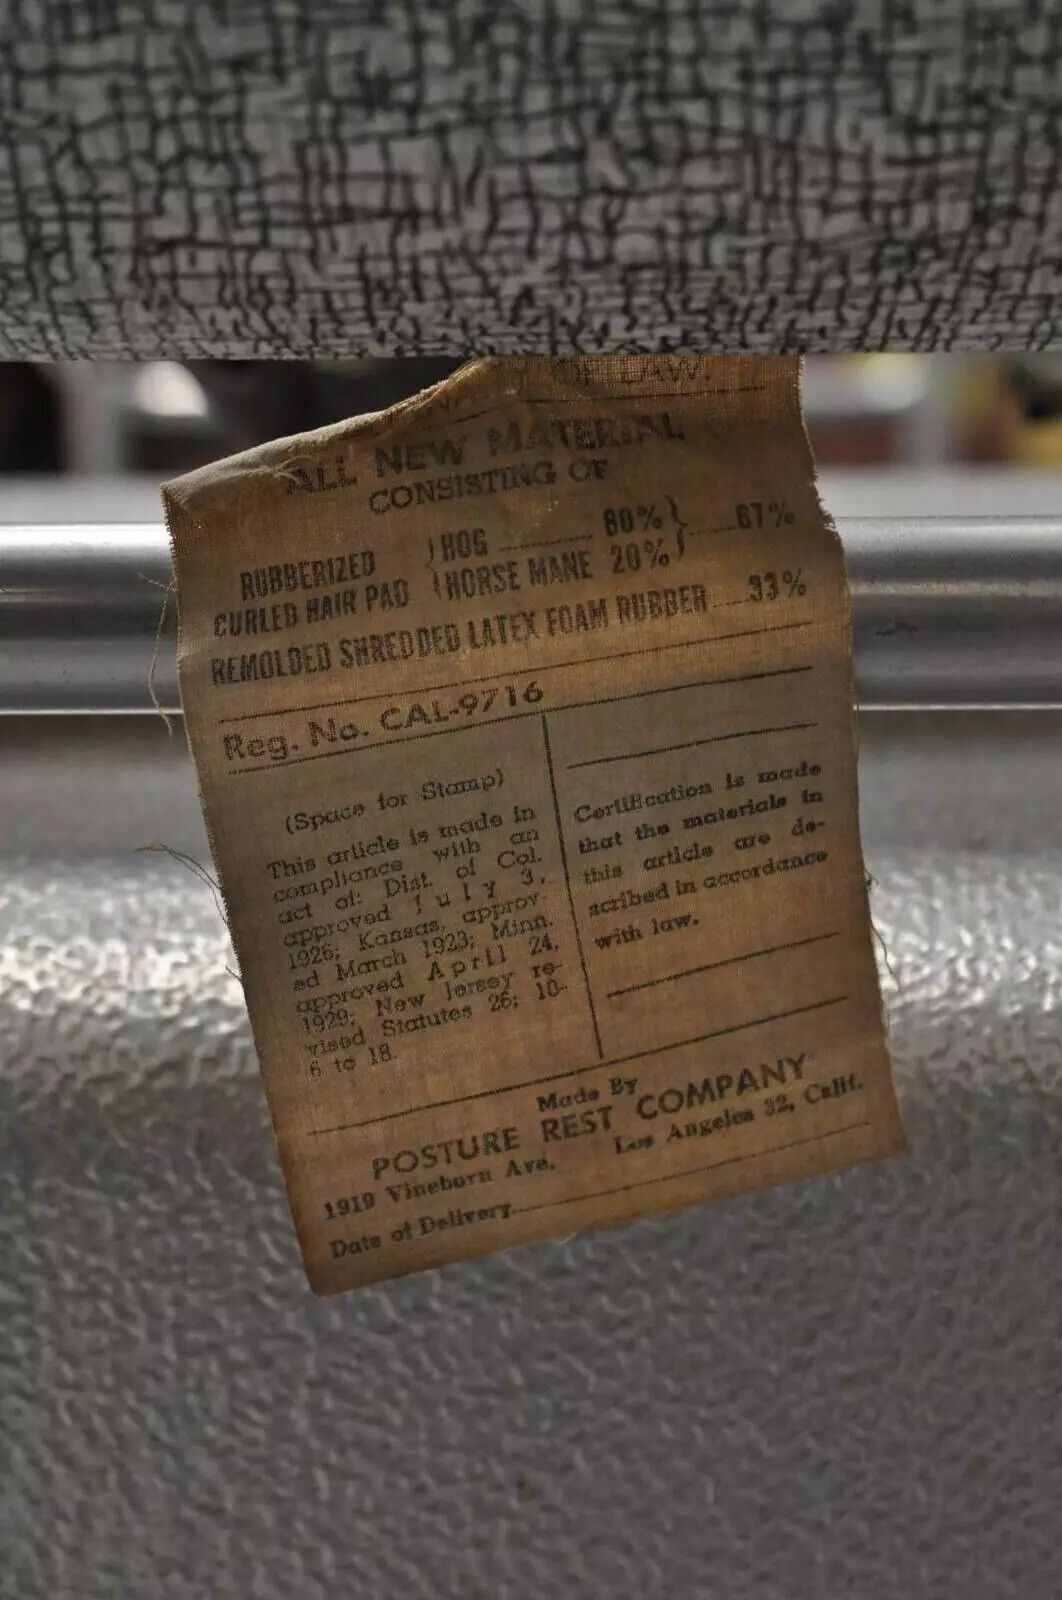 OF LAW.
ALL NEW MATERIAL
CONSISTING OF
RUBBERIZED
CURLED HAIR PAD
HOG ........... 80% ..... 67%
HORSE MANE 20%
REMOLDED SHREDDED LATEX FOAM RUBBER ..... 33%
Reg. No. CAL-9716
(Space for Stamp)
This article is made in
compliance with an
act of: Dist. of Col.
approved July 3,
1926; Kansas, approv-
ed March 1923; Minn.
approved April 24,
1929; New Jersey re-
vised Statutes 26; 10-
6 to 18.
Certification is made
that the materials in
this article are de-
scribed in accordance
with law.
Made By
POSTURE REST COMPANY
1919 Vineburn Ave. Los Angeles 32, Calif.
Date of Delivery